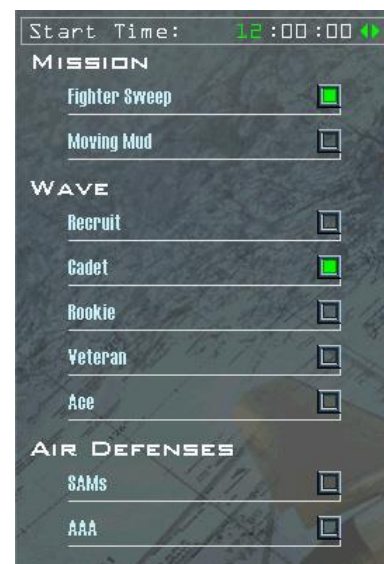 Start Time: 12:00:00
MISSION
Fighter Sweep
Moving Mud
WAVE
Recruit
Cadet
Rookie
Veteran
Ace
AIR DEFENSES
SAMs
AAA